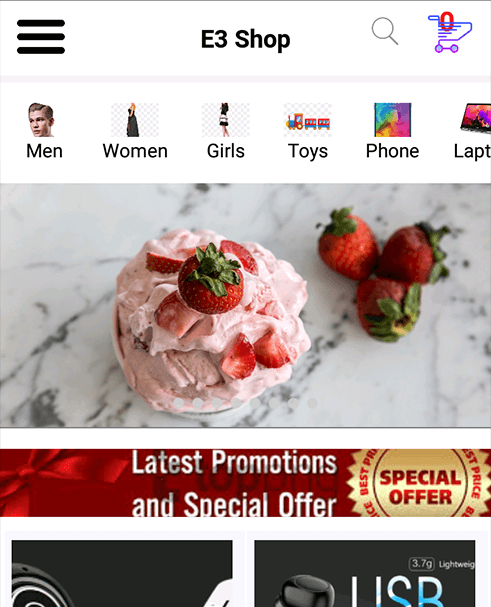 E3 Shop
0
Men
Women
Girls
Toys
Phone
Lapt
Latest Promotions
and Special Offer
BEST PRI
SPECIAL
OFFER
3.7g
Lightweig
USB